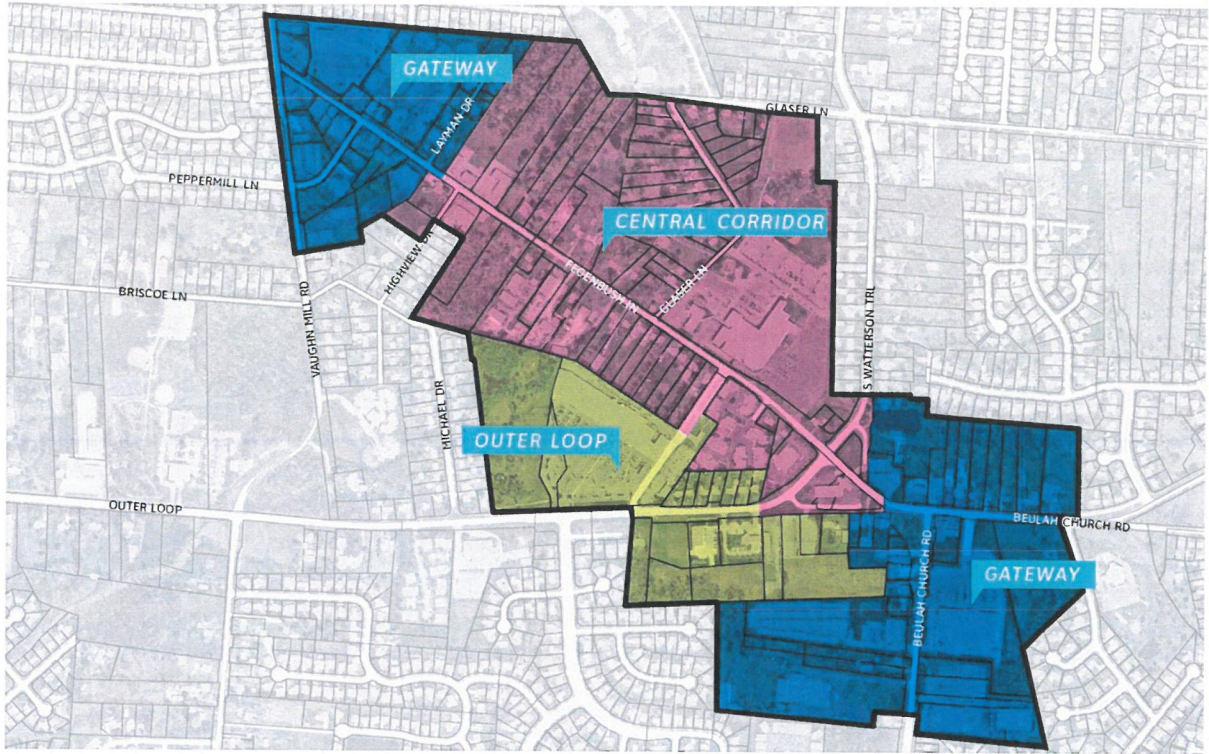 GATEWAY
GLASER LN
LAYMAN DR
PEPPERMILL LN
CENTRAL CORRIDOR
HIGHVIEW DR
FEGENBUSH LN
GLASER LN
BRISCOE LN
VAUGHN MILL RD
S WATTERSON TRL
MICHAEL DR
OUTER LOOP
OUTER LOOP
BEULAH CHURCH RD
BEULAH CHURCH RD
GATEWAY